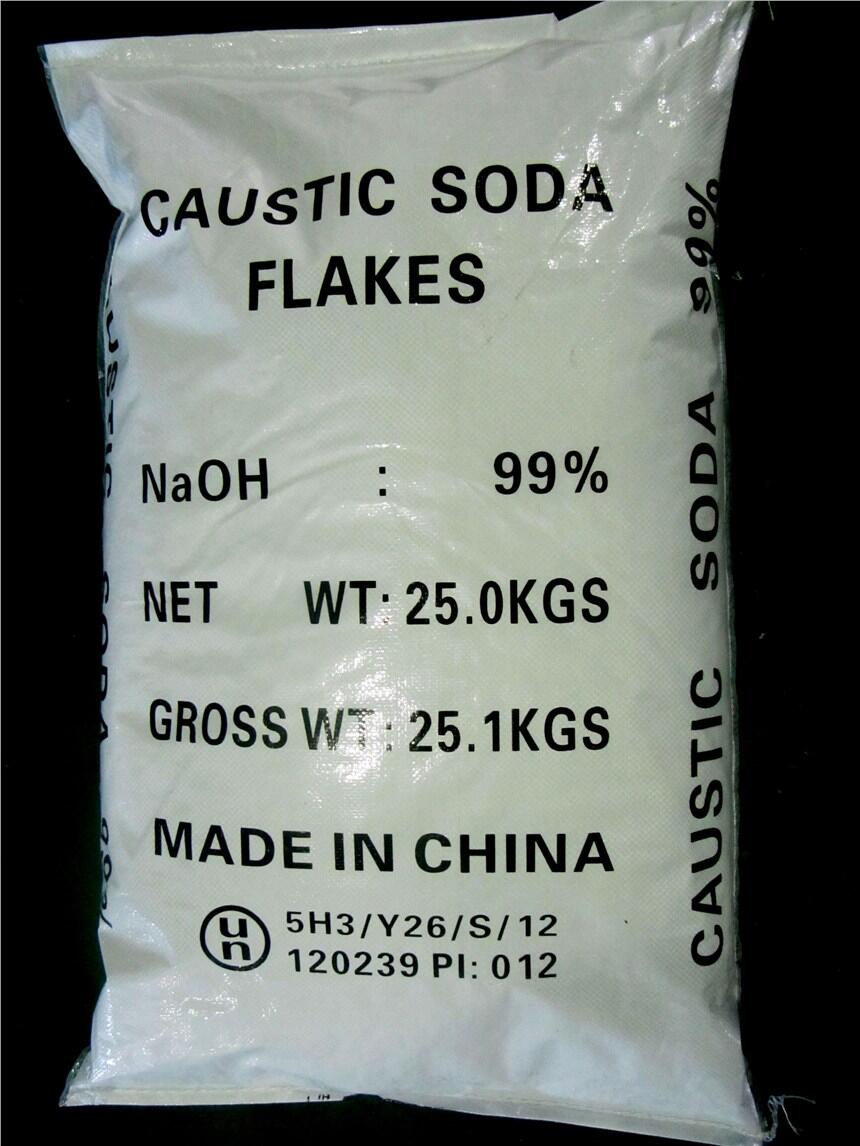 CAUSTIC SODA
FLAKES
NaOH : 99%
NET WT: 25.0KGS
GROSS WT: 25.1KGS
MADE IN CHINA
un 5H3/Y26/S/12
120239 PI: 012
CAUSTIC SODA 99%